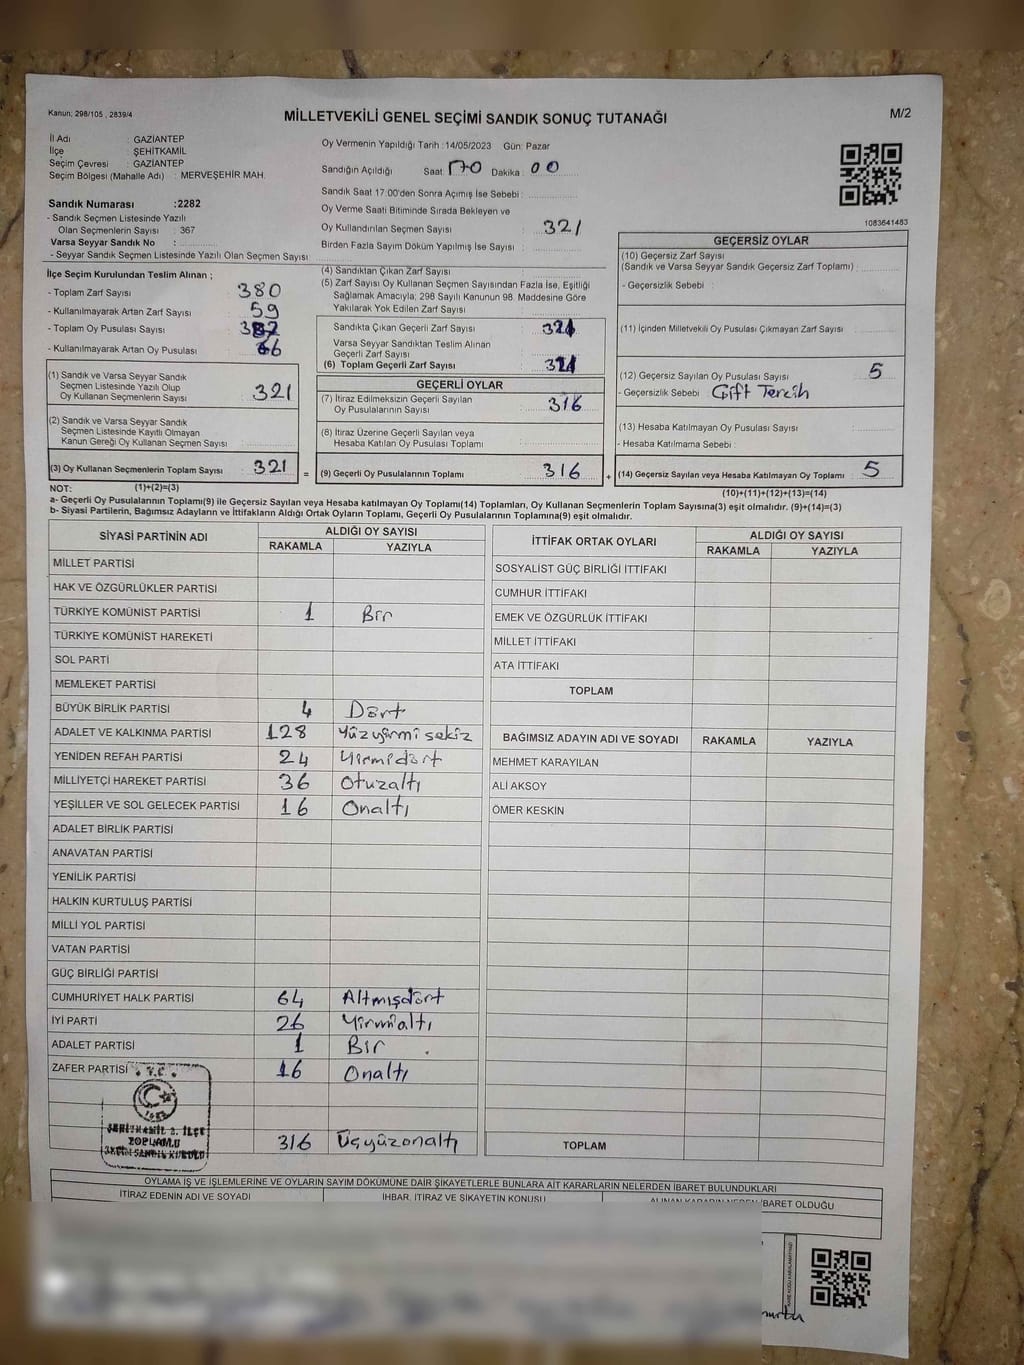 Kanun; 298/105 , 2839/4
MİLLETVEKİLİ GENEL SEÇİMİ SANDIK SONUÇ TUTANAĞI
M/2
İl Adı : GAZİANTEP
İlçe : ŞEHİTKAMİL
Seçim Çevresi : GAZİANTEP
Seçim Bölgesi (Mahalle Adı) : MERVEŞEHİR MAH.
Sandık Numarası :2282
- Sandık Seçmen Listesinde Yazılı
Olan Seçmenlerin Sayısı : 367
Varsa Seyyar Sandık No :
- Seyyar Sandık Seçmen Listesinde Yazılı Olan Seçmen Sayısı
Oy Vermenin Yapıldığı Tarih : 14/05/2023 Gün: Pazar
Sandığın Açıldığı Saat: 17:0 Dakika : 00
Sandık Saat 17.00'den Sonra Açımış İse Sebebi :
Oy Verme Saati Bitiminde Sırada Bekleyen ve
Oy Kullandırılan Seçmen Sayısı : 321
Birden Fazla Sayım Döküm Yapılmış İse Sayısı :
1083641453
İlçe Seçim Kurulundan Teslim Alınan ;
- Toplam Zarf Sayısı : 380
- Kullanılmayarak Artan Zarf Sayısı : 59
- Toplam Oy Pusulası Sayısı : 382
- Kullanılmayarak Artan Oy Pusulası : 66
(1) Sandık ve Varsa Seyyar Sandık
Seçmen Listesinde Yazılı Olup
Oy Kullanan Seçmenlerin Sayısı : 321
(2) Sandık ve Varsa Seyyar Sandık
Seçmen Listesinde Kayıtlı Olmayan
Kanun Gereği Oy Kullanan Seçmen Sayısı :
(3) Oy Kullanan Seçmenlerin Toplam Sayısı : 321 =
(4) Sandıktan Çıkan Zarf Sayısı :
(5) Zarf Sayısı Oy Kullanan Seçmen Sayısından Fazla İse, Eşitliği
Sağlamak Amacıyla; 298 Sayılı Kanunun 98. Maddesine Göre
Yakılarak Yok Edilen Zarf Sayısı :
Sandıkta Çıkan Geçerli Zarf Sayısı : 321
Varsa Seyyar Sandıktan Teslim Alınan
Geçerli Zarf Sayısı :
(6) Toplam Geçerli Zarf Sayısı : 321
GEÇERLİ OYLAR
(7) İtiraz Edilmeksizin Geçerli Sayılan
Oy Pusulalarının Sayısı : 316
(8) İtiraz Üzerine Geçerli Sayılan veya
Hesaba Katılan Oy Pusulası Toplamı :
(9) Geçerli Oy Pusulalarının Toplamı : 316 +
GEÇERSİZ OYLAR
(10) Geçersiz Zarf Sayısı
(Sandık ve Varsa Seyyar Sandık Geçersiz Zarf Toplamı) :
- Geçersizlik Sebebi :
(11) İçinden Milletvekili Oy Pusulası Çıkmayan Zarf Sayısı
(12) Geçersiz Sayılan Oy Pusulası Sayısı : 5
- Geçersizlik Sebebi : Çift Tercih
(13) Hesaba Katılmayan Oy Pusulası Sayısı :
- Hesaba Katılmama Sebebi :
(14) Geçersiz Sayılan veya Hesaba Katılmayan Oy Toplamı : 5
NOT: (1)+(2)=(3) (10)+(11)+(12)+(13)=(14)
a- Geçerli Oy Pusulalarının Toplamı(9) ile Geçersiz Sayılan veya Hesaba katılmayan Oy Toplamı(14) Toplamları, Oy Kullanan Seçmenlerin Toplam Sayısına(3) eşit olmalıdır. (9)+(14)=(3)
b- Siyasi Partilerin, Bağımsız Adayların ve İttifakların Aldığı Ortak Oyların Toplamı, Geçerli Oy Pusulalarının Toplamına(9) eşit olmalıdır.
SİYASİ PARTİNİN ADI ALDIĞI OY SAYISI
RAKAMLA YAZIYLA
MİLLET PARTİSİ
HAK VE ÖZGÜRLÜKLER PARTİSİ
TÜRKİYE KOMÜNİST PARTİSİ 1 Bir
TÜRKİYE KOMÜNİST HAREKETİ
SOL PARTİ
MEMLEKET PARTİSİ
BÜYÜK BİRLİK PARTİSİ 4 Dört
ADALET VE KALKINMA PARTİSİ 128 Yüzyirmi sekiz
YENİDEN REFAH PARTİSİ 24 Yirmidört
MİLLİYETÇİ HAREKET PARTİSİ 36 Otuzaltı
YEŞİLLER VE SOL GELECEK PARTİSİ 16 Onaltı
ADALET BİRLİK PARTİSİ
ANAVATAN PARTİSİ
YENİLİK PARTİSİ
HALKIN KURTULUŞ PARTİSİ
MİLLİ YOL PARTİSİ
VATAN PARTİSİ
GÜÇ BİRLİĞİ PARTİSİ
CUMHURİYET HALK PARTİSİ 64 Altmışdört
İYİ PARTİ 26 Yirmialtı
ADALET PARTİSİ 1 Bir
ZAFER PARTİSİ 16 Onaltı
T.C.
ŞEHİTKAMİL 2. İLÇE
316 Üçyüzonaltı
İTTİFAK ORTAK OYLARI ALDIĞI OY SAYISI
RAKAMLA YAZIYLA
SOSYALİST GÜÇ BİRLİĞİ İTTİFAKI
CUMHUR İTTİFAKI
EMEK VE ÖZGÜRLÜK İTTİFAKI
MİLLET İTTİFAKI
ATA İTTİFAKI
TOPLAM
BAĞIMSIZ ADAYIN ADI VE SOYADI RAKAMLA YAZIYLA
MEHMET KARAYILAN
ALİ AKSOY
ÖMER KESKİN
TOPLAM
OYLAMA İŞ VE İŞLEMLERİNE VE OYLARIN SAYIM DÖKÜMÜNE DAİR ŞİKAYETLERLE BUNLARA AİT KARARLARIN NELERDEN İBARET BULUNDUKLARI
İTİRAZ EDENİN ADI VE SOYADI İHBAR, İTİRAZ VE ŞİKAYETİN KONUSU ALINAN KARARIN NEDEN İBARET OLDUĞU